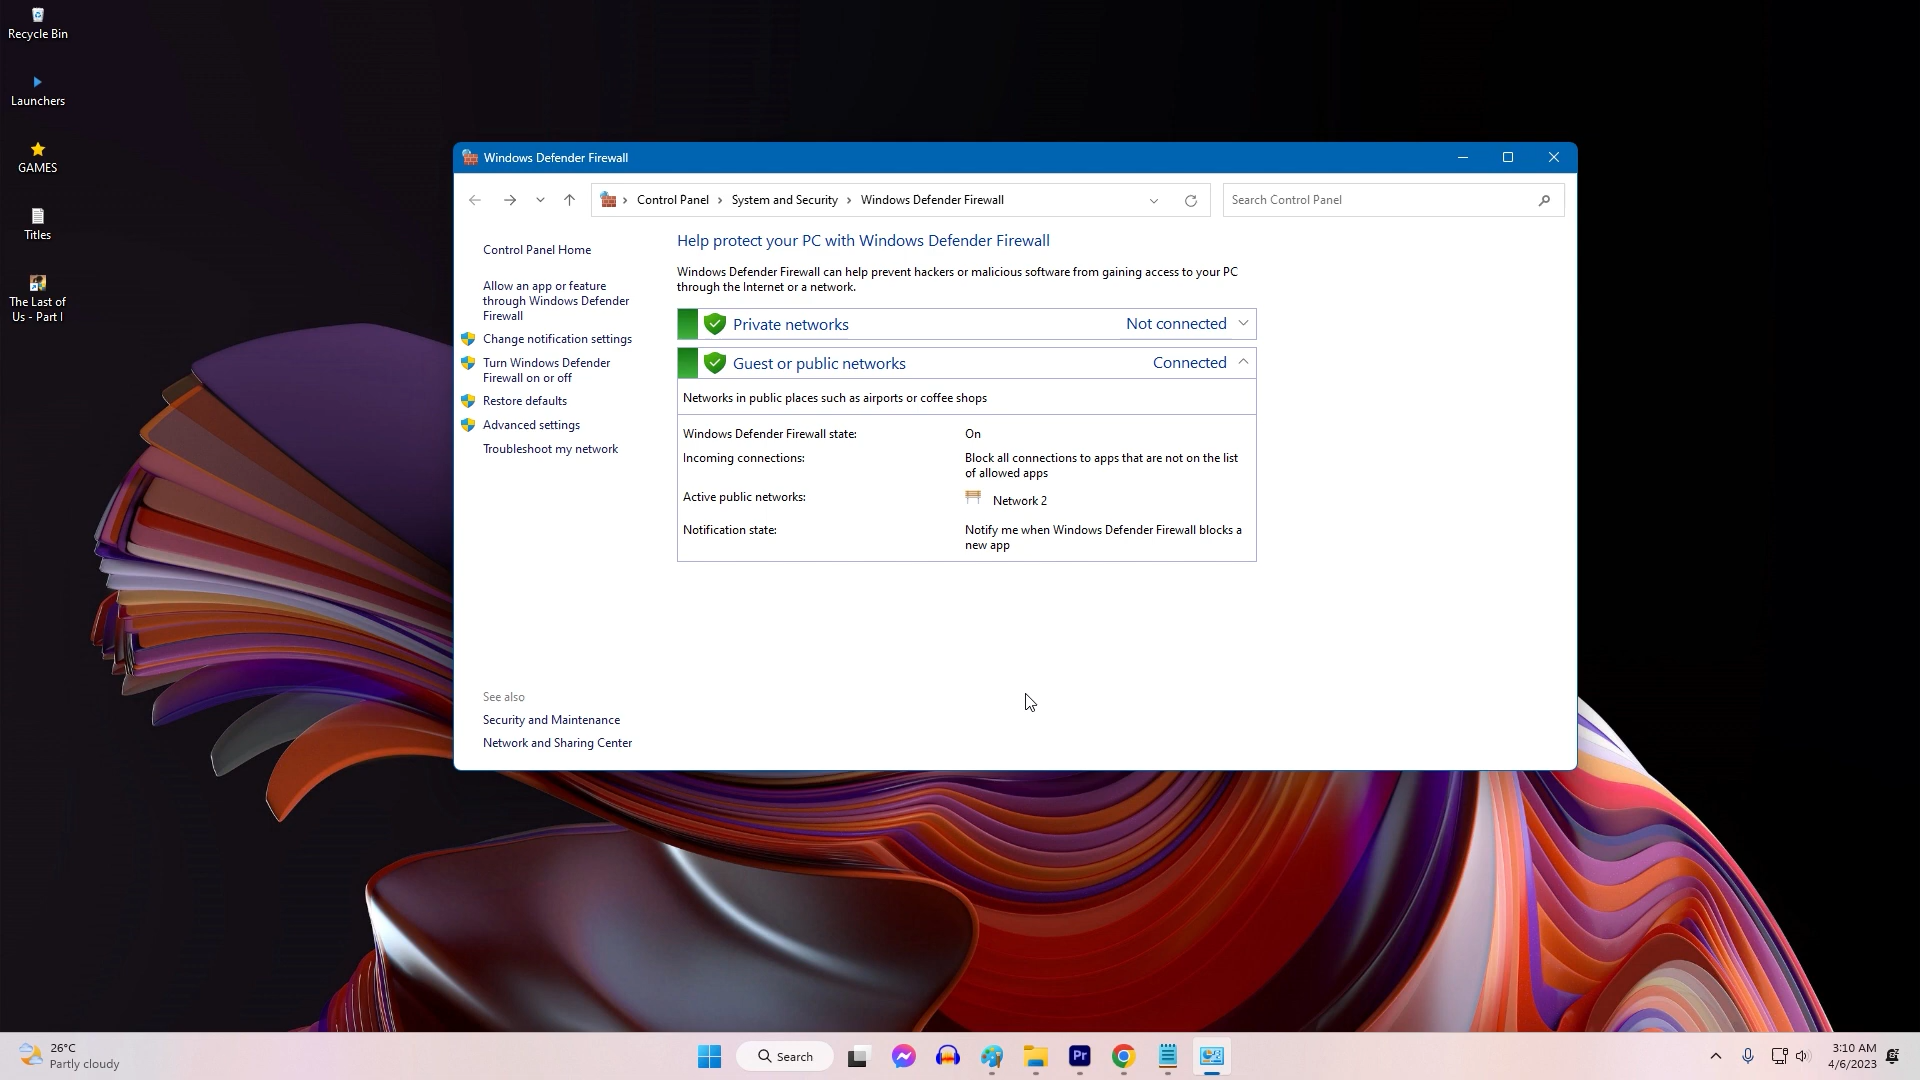 Recycle Bin
Launchers
GAMES
Titles
The Last of
Us - Part I
Windows Defender Firewall
Control Panel
System and Security
Windows Defender Firewall
Search Control Panel
Control Panel Home
Allow an app or feature
through Windows Defender
Firewall
Change notification settings
Turn Windows Defender
Firewall on or off
Restore defaults
Advanced settings
Troubleshoot my network
See also
Security and Maintenance
Network and Sharing Center
Help protect your PC with Windows Defender Firewall
Windows Defender Firewall can help prevent hackers or malicious software from gaining access to your PC
through the Internet or a network.
Private networks Not connected
Guest or public networks Connected
Networks in public places such as airports or coffee shops
Windows Defender Firewall state: On
Incoming connections: Block all connections to apps that are not on the list
of allowed apps
Active public networks: Network 2
Notification state: Notify me when Windows Defender Firewall blocks a
new app
26°C
Partly cloudy
Search
Pr
3:10 AM
4/6/2023